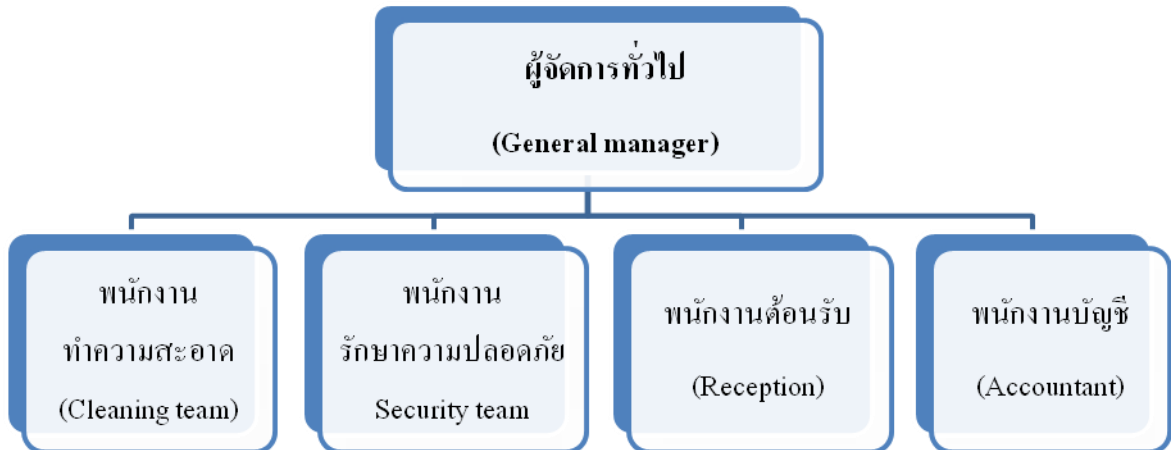 ผู้จัดการทั่วไป
(General manager)
พนักงาน
ทำความสะอาด
(Cleaning team)
พนักงาน
รักษาความปลอดภัย
Security team
พนักงานต้อนรับ
(Reception)
พนักงานบัญชี
(Accountant)